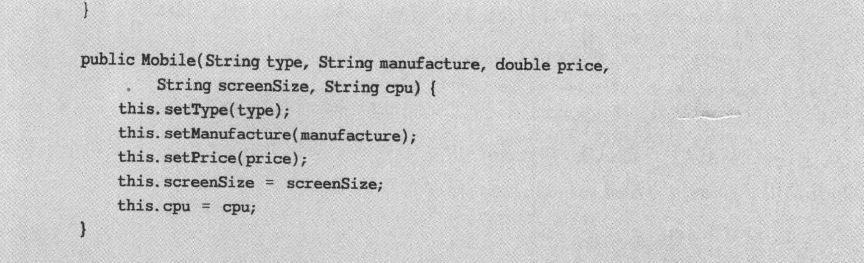 }
public Mobile(String type, String manufacture, double price,
String screenSize, String cpu) {
this.setType(type);
this.setManufacture(manufacture);
this.setPrice(price);
this.screenSize = screenSize;
this.cpu = cpu;
}